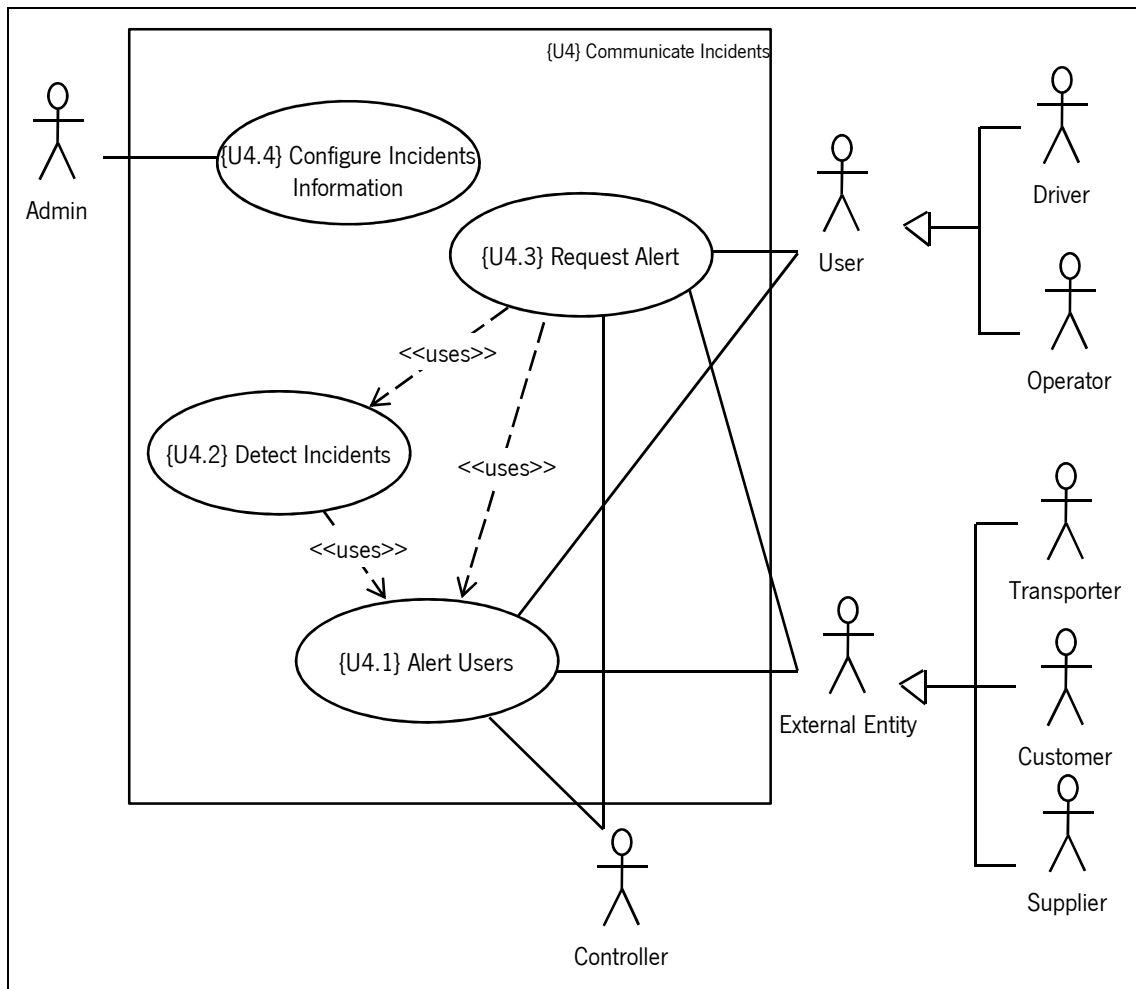 {U4} Communicate Incidents
{U4.4} Configure Incidents
Information
Admin
Driver
{U4.3} Request Alert
User
<<uses>>
Operator
{U4.2} Detect Incidents
<<uses>>
<<uses>>
Transporter
{U4.1} Alert Users
External Entity
Customer
Supplier
Controller